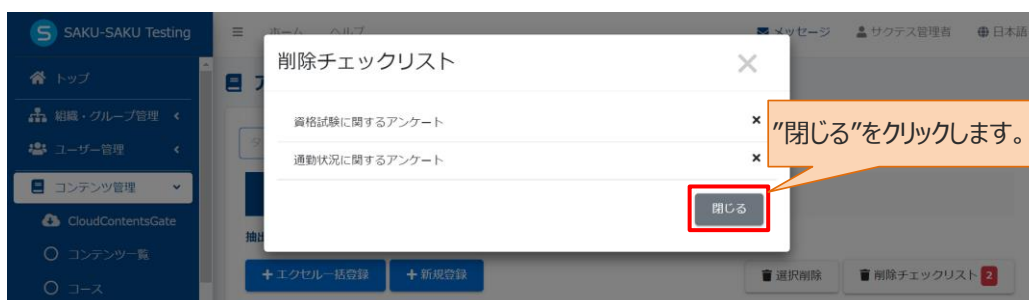 SAKU-SAKU Testing
ホーム ヘルプ
メッセージ サクテス管理者 日本語
トップ
組織・グループ管理
ユーザー管理
コンテンツ管理
CloudContentsGate
コンテンツ一覧
コース
削除チェックリスト
資格試験に関するアンケート
通勤状況に関するアンケート
閉じる
"閉じる"をクリックします。
エクセル一括登録 新規登録
選択削除 削除チェックリスト 2